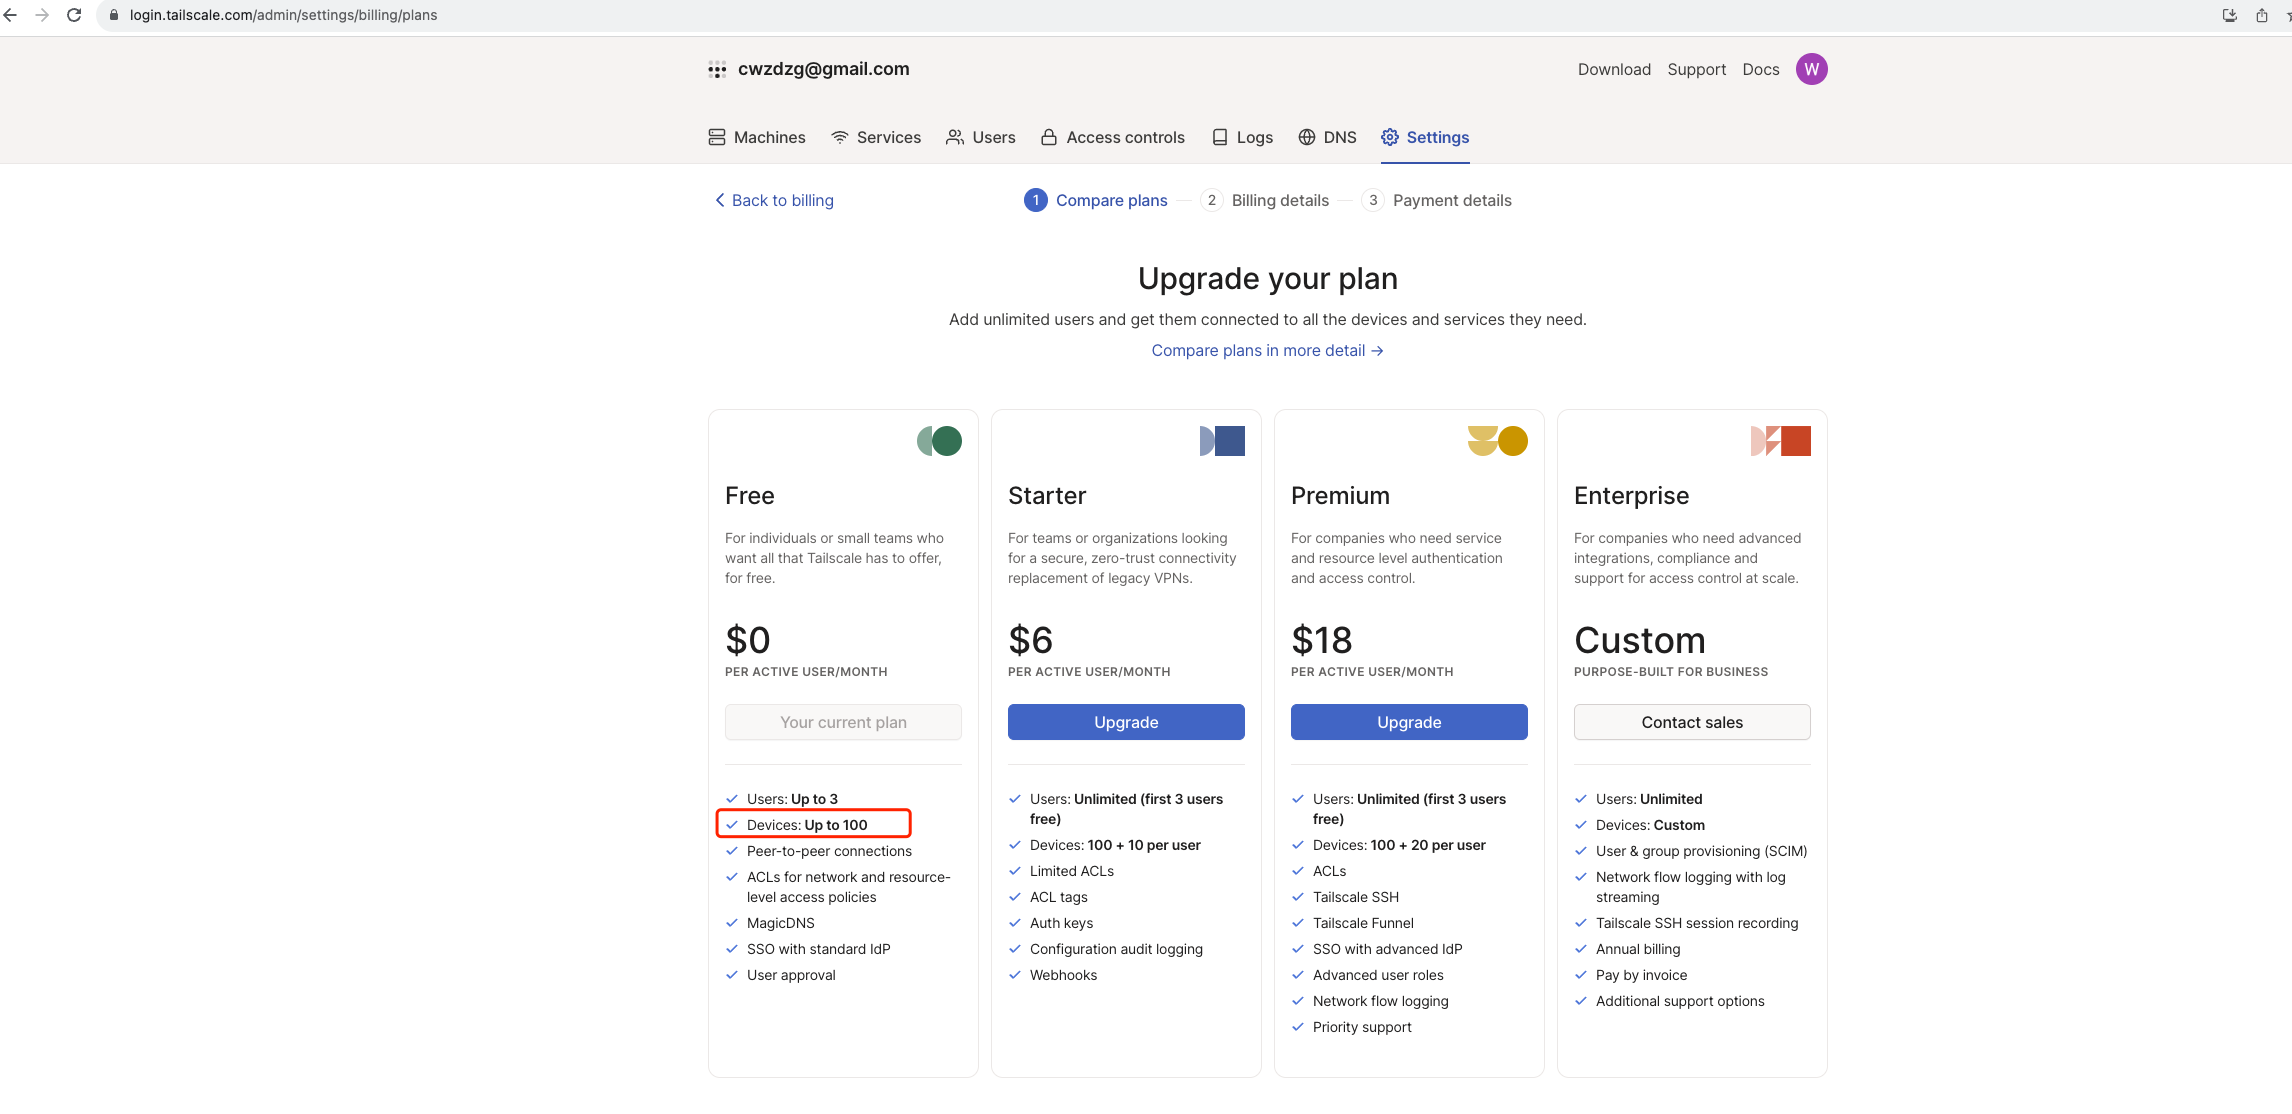 login.tailscale.com/admin/settings/billing/plans
cwzdzg@gmail.com
Download Support Docs W
Machines Services Users Access controls Logs DNS Settings
Back to billing
1 Compare plans 2 Billing details 3 Payment details
Upgrade your plan
Add unlimited users and get them connected to all the devices and services they need.
Compare plans in more detail →
Free
For individuals or small teams who
want all that Tailscale has to offer,
for free.
$0
PER ACTIVE USER/MONTH
Your current plan
Users: Up to 3
Devices: Up to 100
Peer-to-peer connections
ACLs for network and resource-
level access policies
MagicDNS
SSO with standard IdP
User approval
Starter
For teams or organizations looking
for a secure, zero-trust connectivity
replacement of legacy VPNs.
$6
PER ACTIVE USER/MONTH
Upgrade
Users: Unlimited (first 3 users
free)
Devices: 100 + 10 per user
Limited ACLs
ACL tags
Auth keys
Configuration audit logging
Webhooks
Premium
For companies who need service
and resource level authentication
and access control.
$18
PER ACTIVE USER/MONTH
Upgrade
Users: Unlimited (first 3 users
free)
Devices: 100 + 20 per user
ACLs
Tailscale SSH
Tailscale Funnel
SSO with advanced IdP
Advanced user roles
Network flow logging
Priority support
Enterprise
For companies who need advanced
integrations, compliance and
support for access control at scale.
Custom
PURPOSE-BUILT FOR BUSINESS
Contact sales
Users: Unlimited
Devices: Custom
User & group provisioning (SCIM)
Network flow logging with log
streaming
Tailscale SSH session recording
Annual billing
Pay by invoice
Additional support options